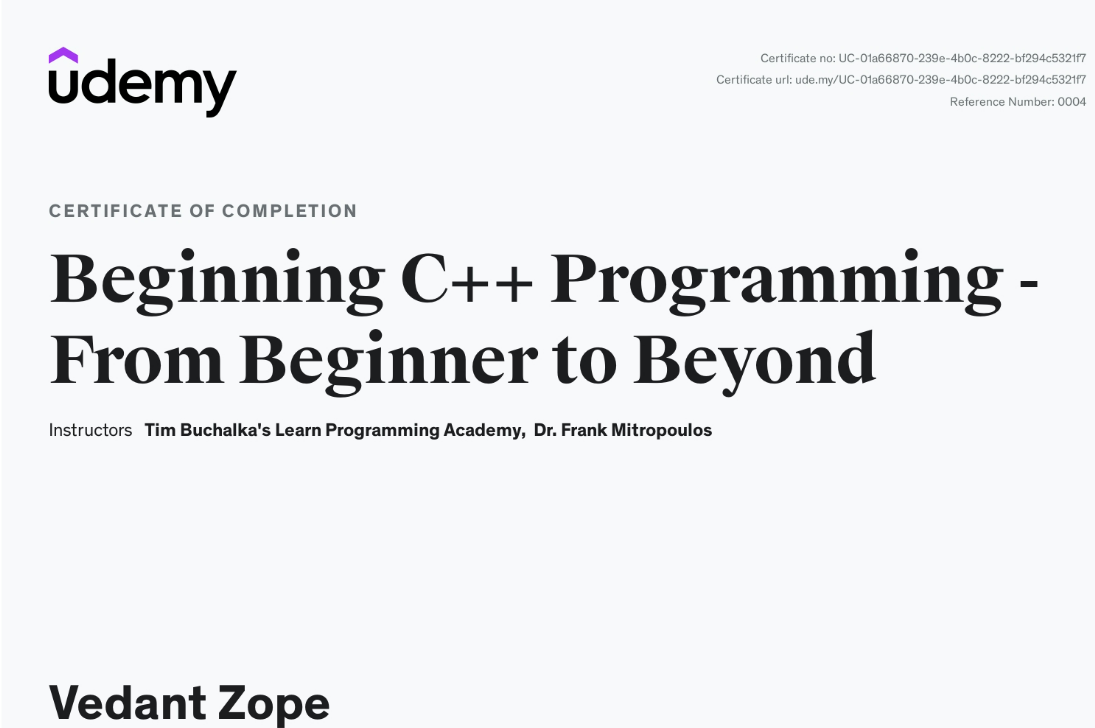 udemy
Certificate no: UC-01a66870-239e-4b0c-8222-bf294c5321f7
Certificate url: ude.my/UC-01a66870-239e-4b0c-8222-bf294c5321f7
Reference Number: 0004
CERTIFICATE OF COMPLETION
Beginning C++ Programming -
From Beginner to Beyond
Instructors Tim Buchalka's Learn Programming Academy, Dr. Frank Mitropoulos
Vedant Zope